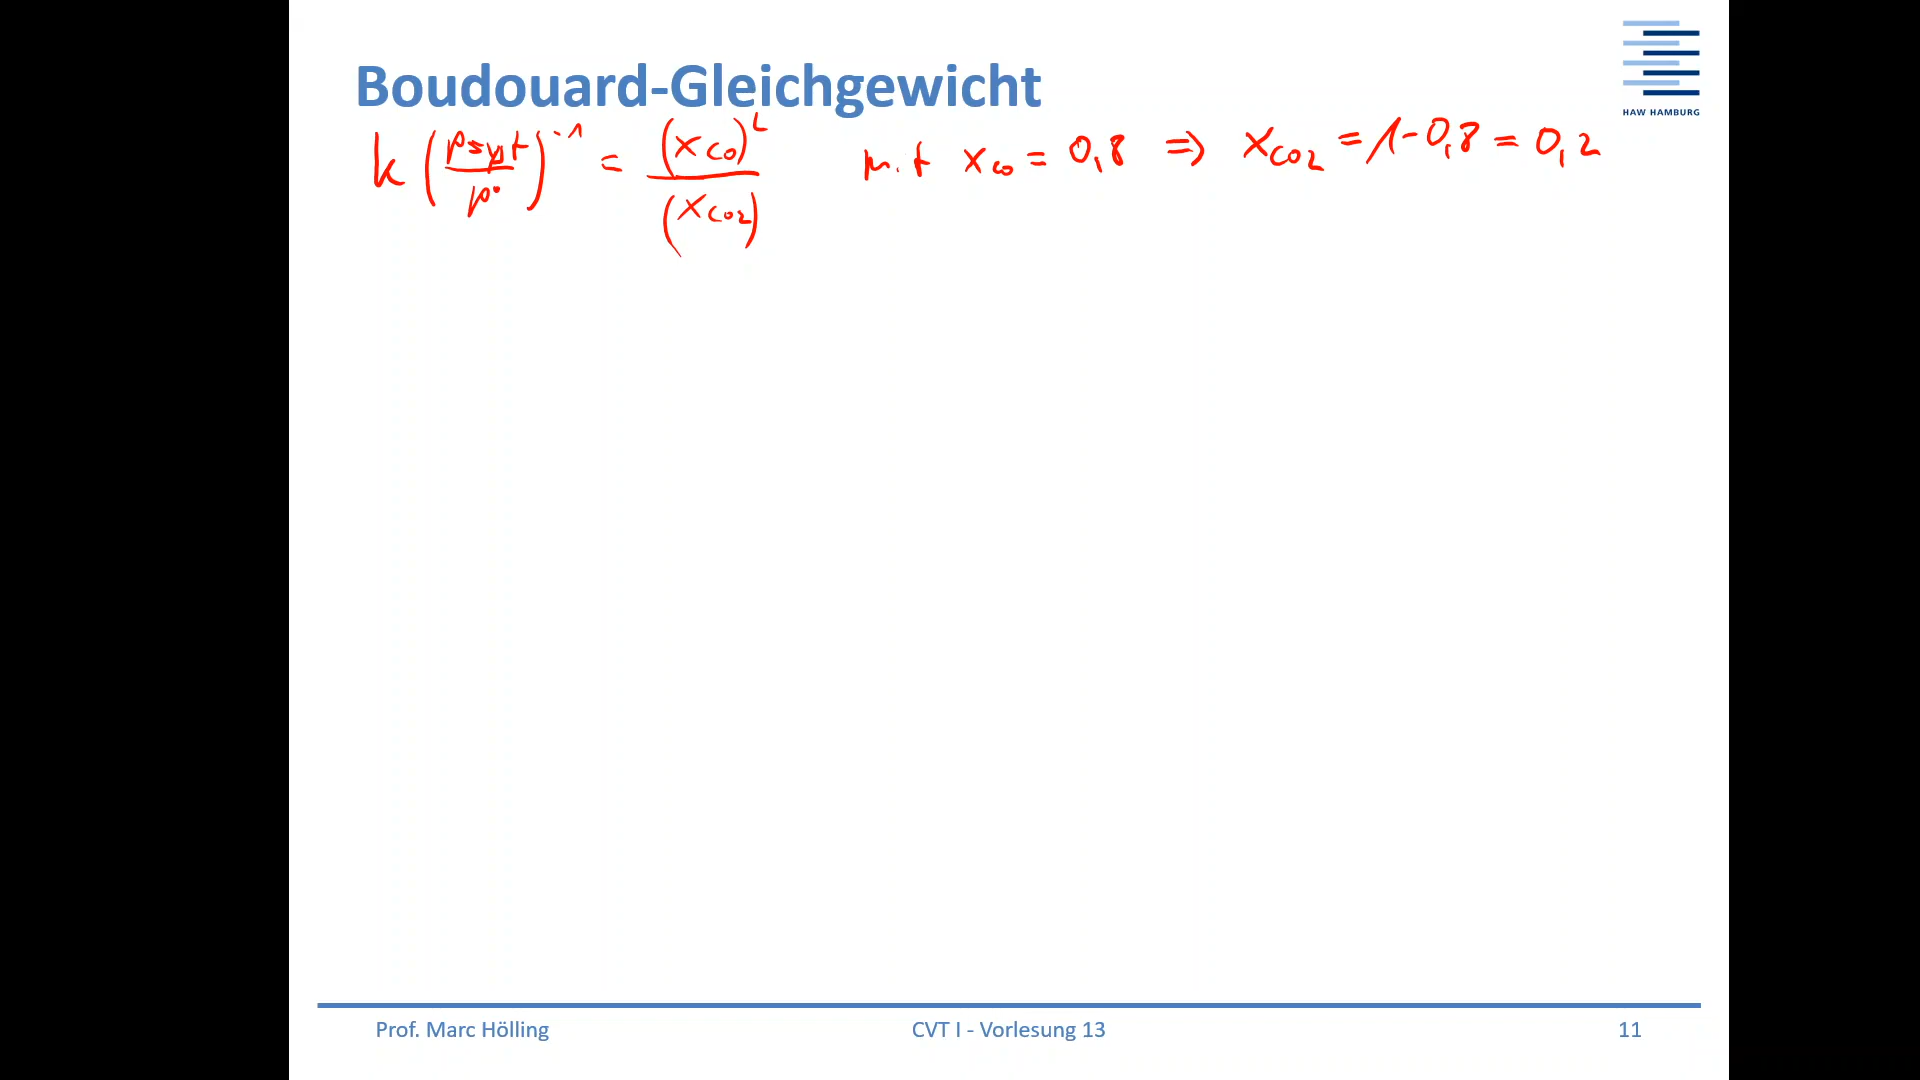 HAW HAMBURG
Boudouard-Gleichgewicht
K (p_syst / p°)^-1 = (x_CO)^2 / (x_CO2) mit x_CO = 0,8 ⇒ x_CO2 = 1-0,8 = 0,2
Prof. Marc Hölling CVT I - Vorlesung 13 11